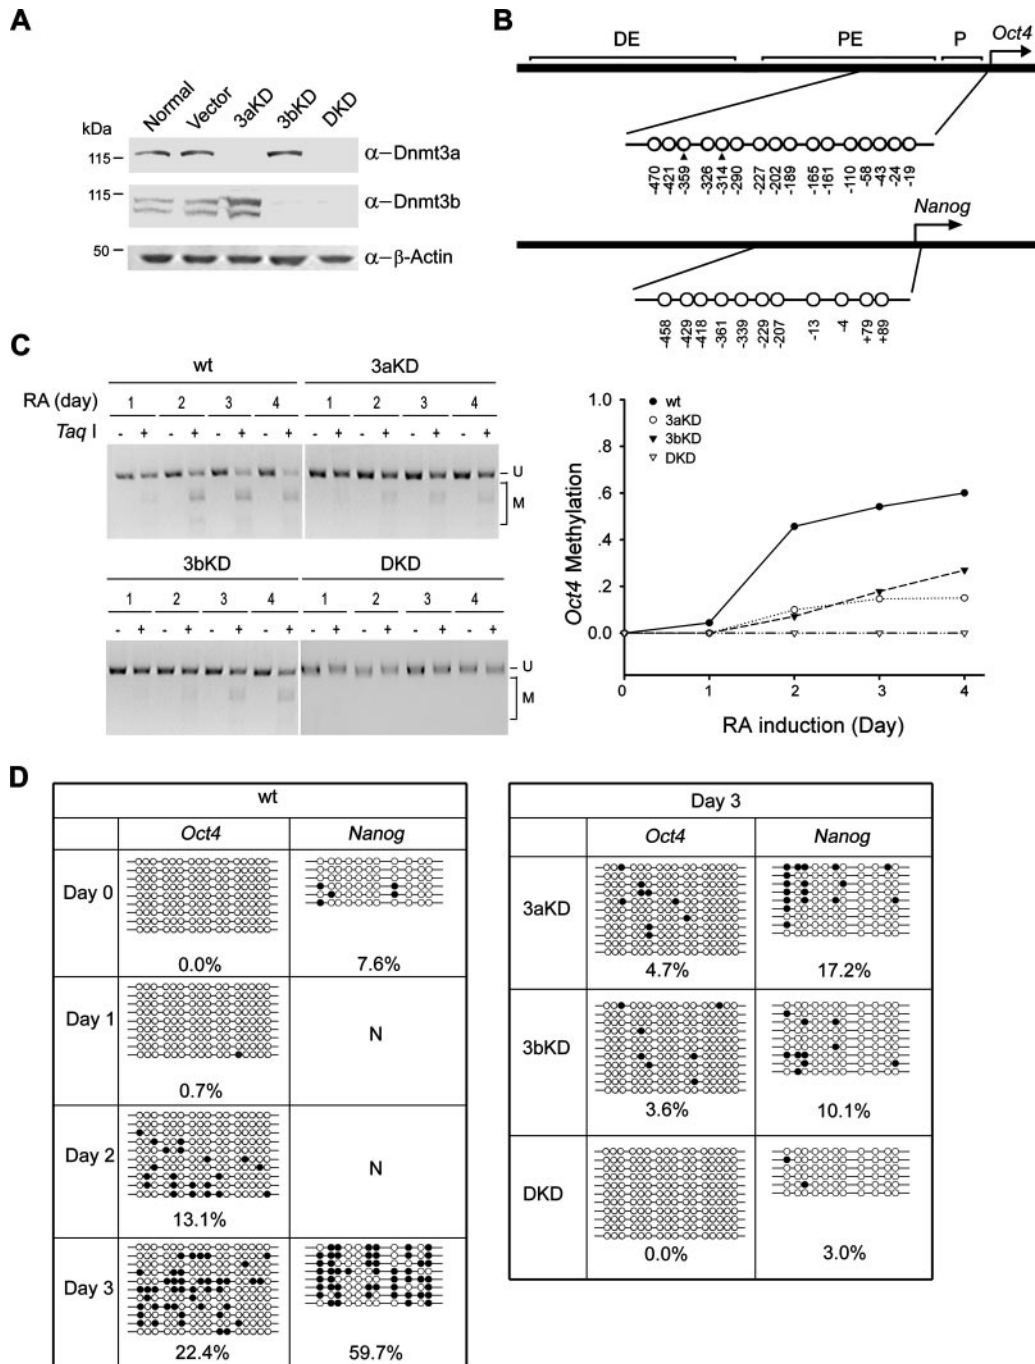 A
Normal Vector 3aKD 3bKD DKD
kDa
115
α–Dnmt3a
115
α–Dnmt3b
50
α–β-Actin
B
DE PE P Oct4
-470 -421 -359 -326 -314 -290 -227 -202 -189 -165 -161 -110 -58 -43 -24 -19
Nanog
-458 -429 -418 -361 -339 -229 -207 -13 -4 +79 +89
C
wt 3aKD
RA (day) 1 2 3 4 1 2 3 4
Taq I - + - + - + - + - + - + - + - +
U
M
3bKD DKD
1 2 3 4 1 2 3 4
- + - + - + - + - + - + - + - +
U
M
wt
3aKD
3bKD
DKD
1.0
.8
.6
.4
.2
0.0
Oct4 Methylation
0 1 2 3 4
RA induction (Day)
D
wt
Oct4 Nanog
Day 0
0.0% 7.6%
Day 1 N
0.7%
Day 2 N
13.1%
Day 3
22.4% 59.7%
Day 3
Oct4 Nanog
3aKD
4.7% 17.2%
3bKD
3.6% 10.1%
DKD
0.0% 3.0%